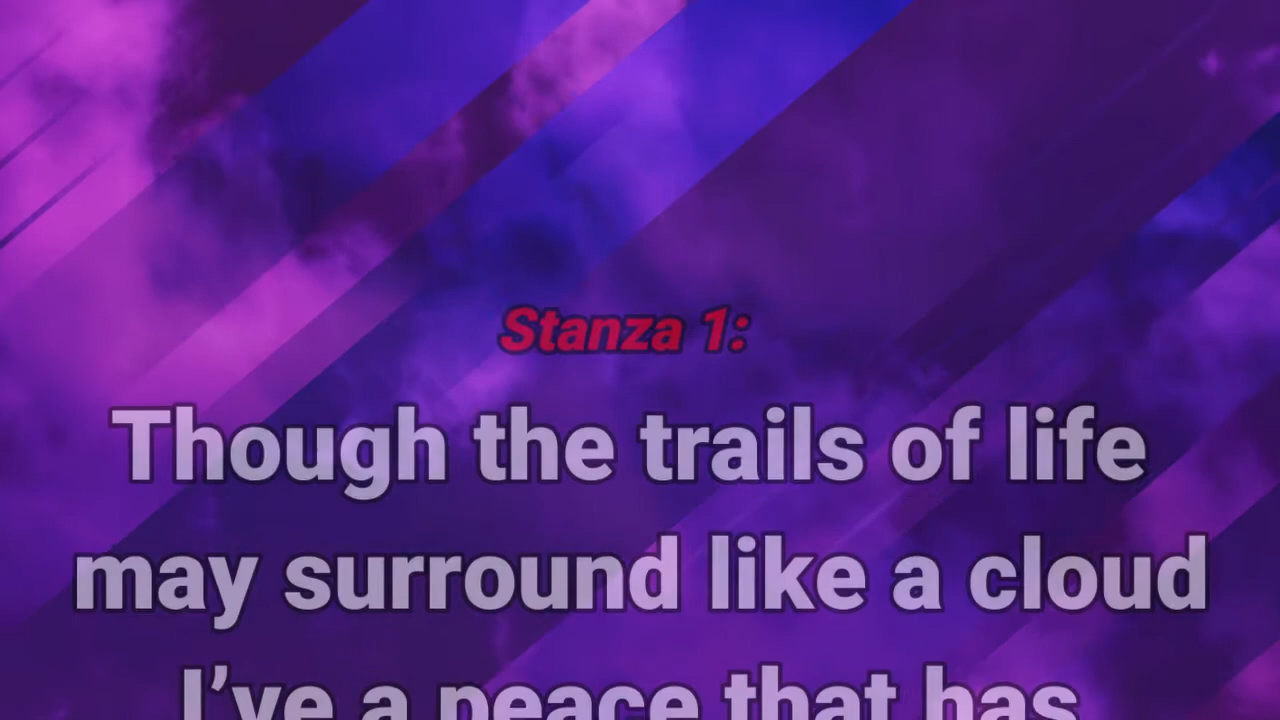 Stanza 1:
Though the trails of life
may surround like a cloud
I’ve a peace that has